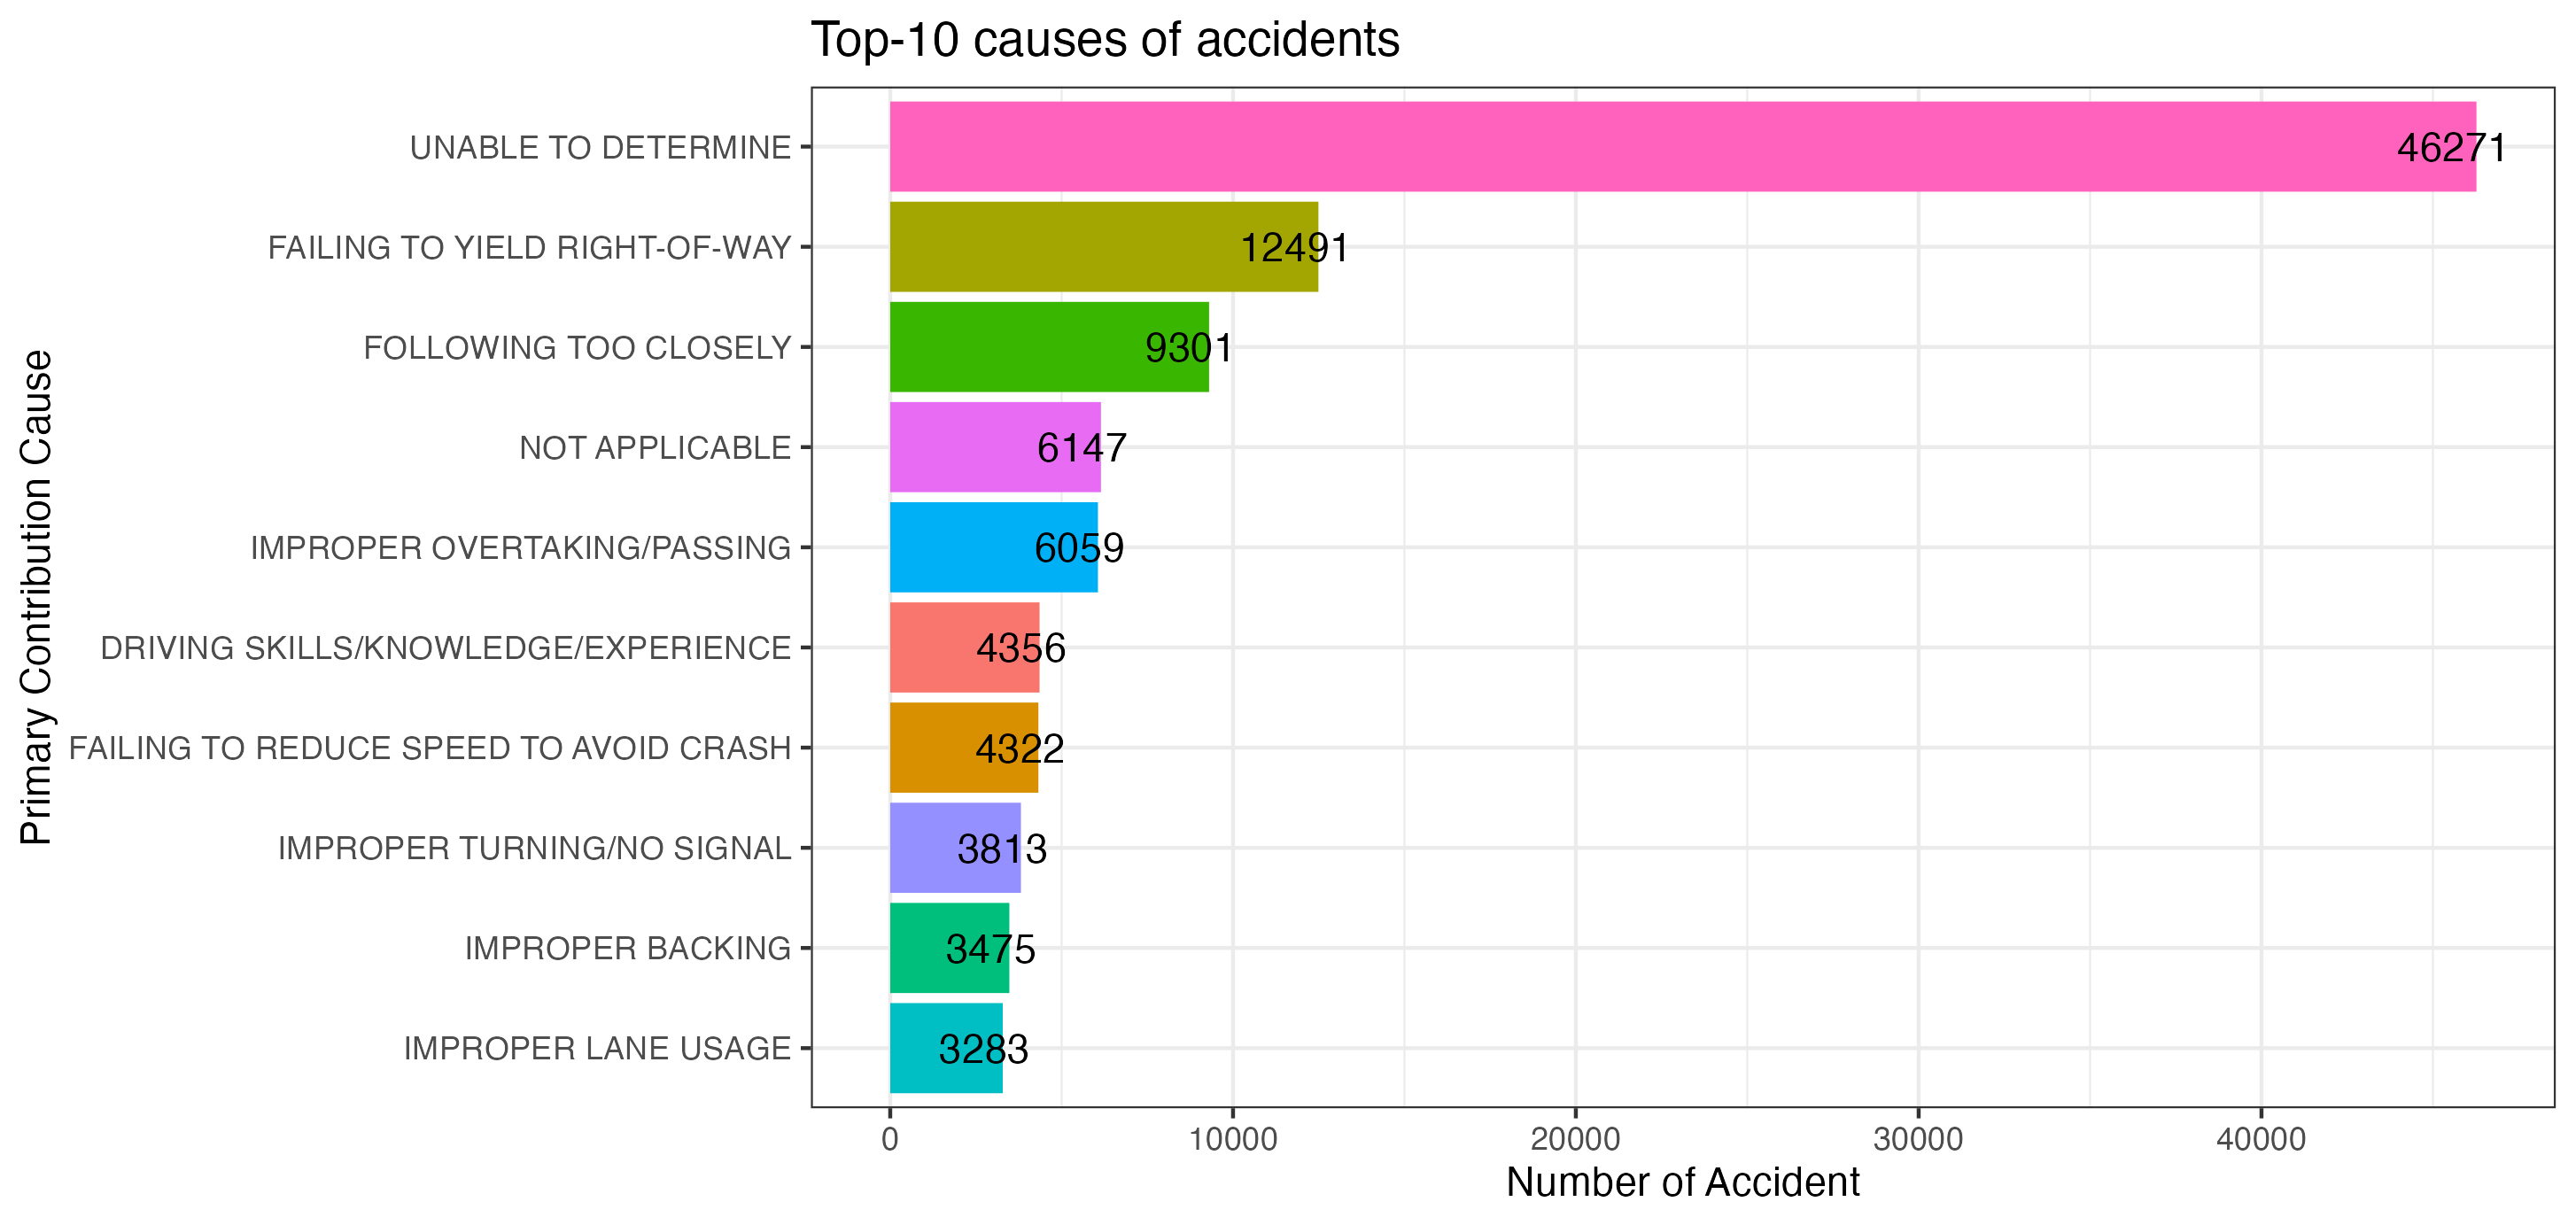 Top-10 causes of accidents
Primary Contribution Cause
UNABLE TO DETERMINE 46271
FAILING TO YIELD RIGHT-OF-WAY 12491
FOLLOWING TOO CLOSELY 9301
NOT APPLICABLE 6147
IMPROPER OVERTAKING/PASSING 6059
DRIVING SKILLS/KNOWLEDGE/EXPERIENCE 4356
FAILING TO REDUCE SPEED TO AVOID CRASH 4322
IMPROPER TURNING/NO SIGNAL 3813
IMPROPER BACKING 3475
IMPROPER LANE USAGE 3283
0 10000 20000 30000 40000
Number of Accident